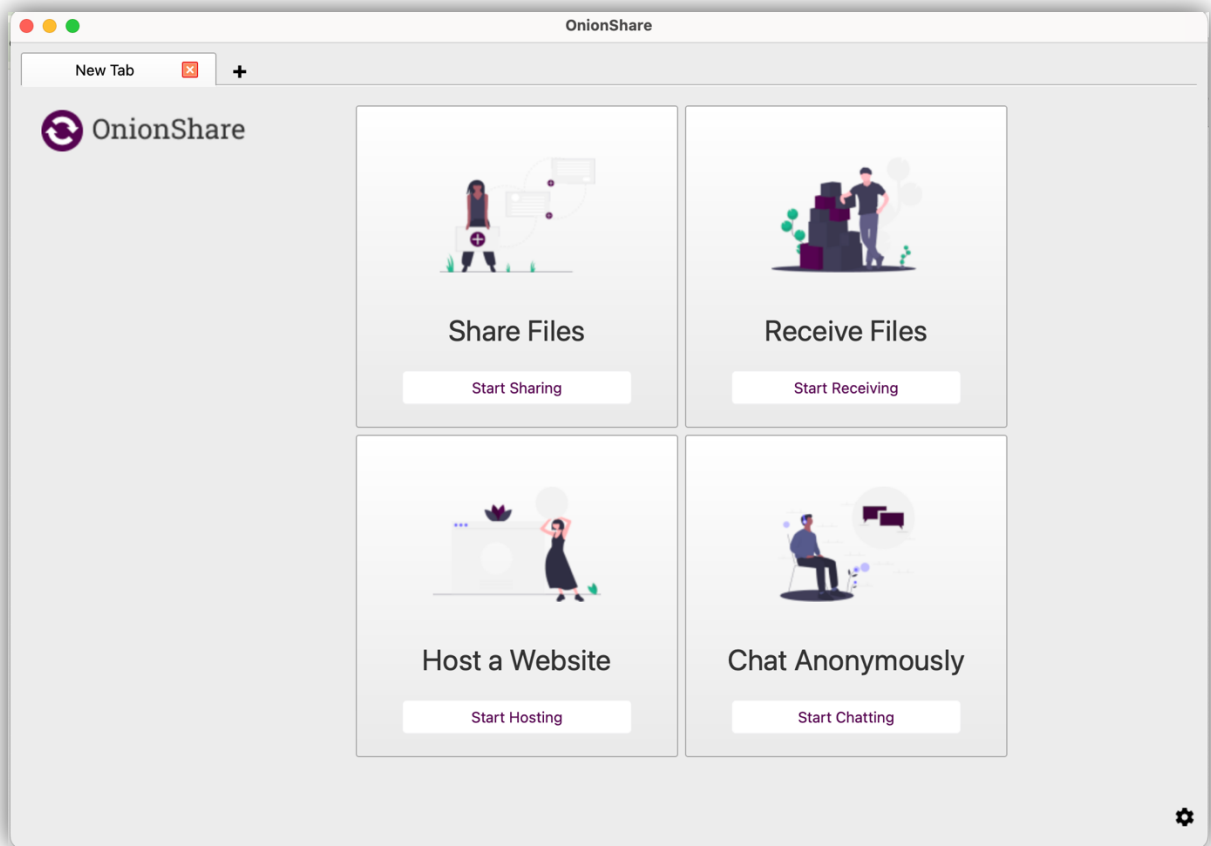 OnionShare
New Tab
OnionShare
Share Files
Start Sharing
Receive Files
Start Receiving
Host a Website
Start Hosting
Chat Anonymously
Start Chatting